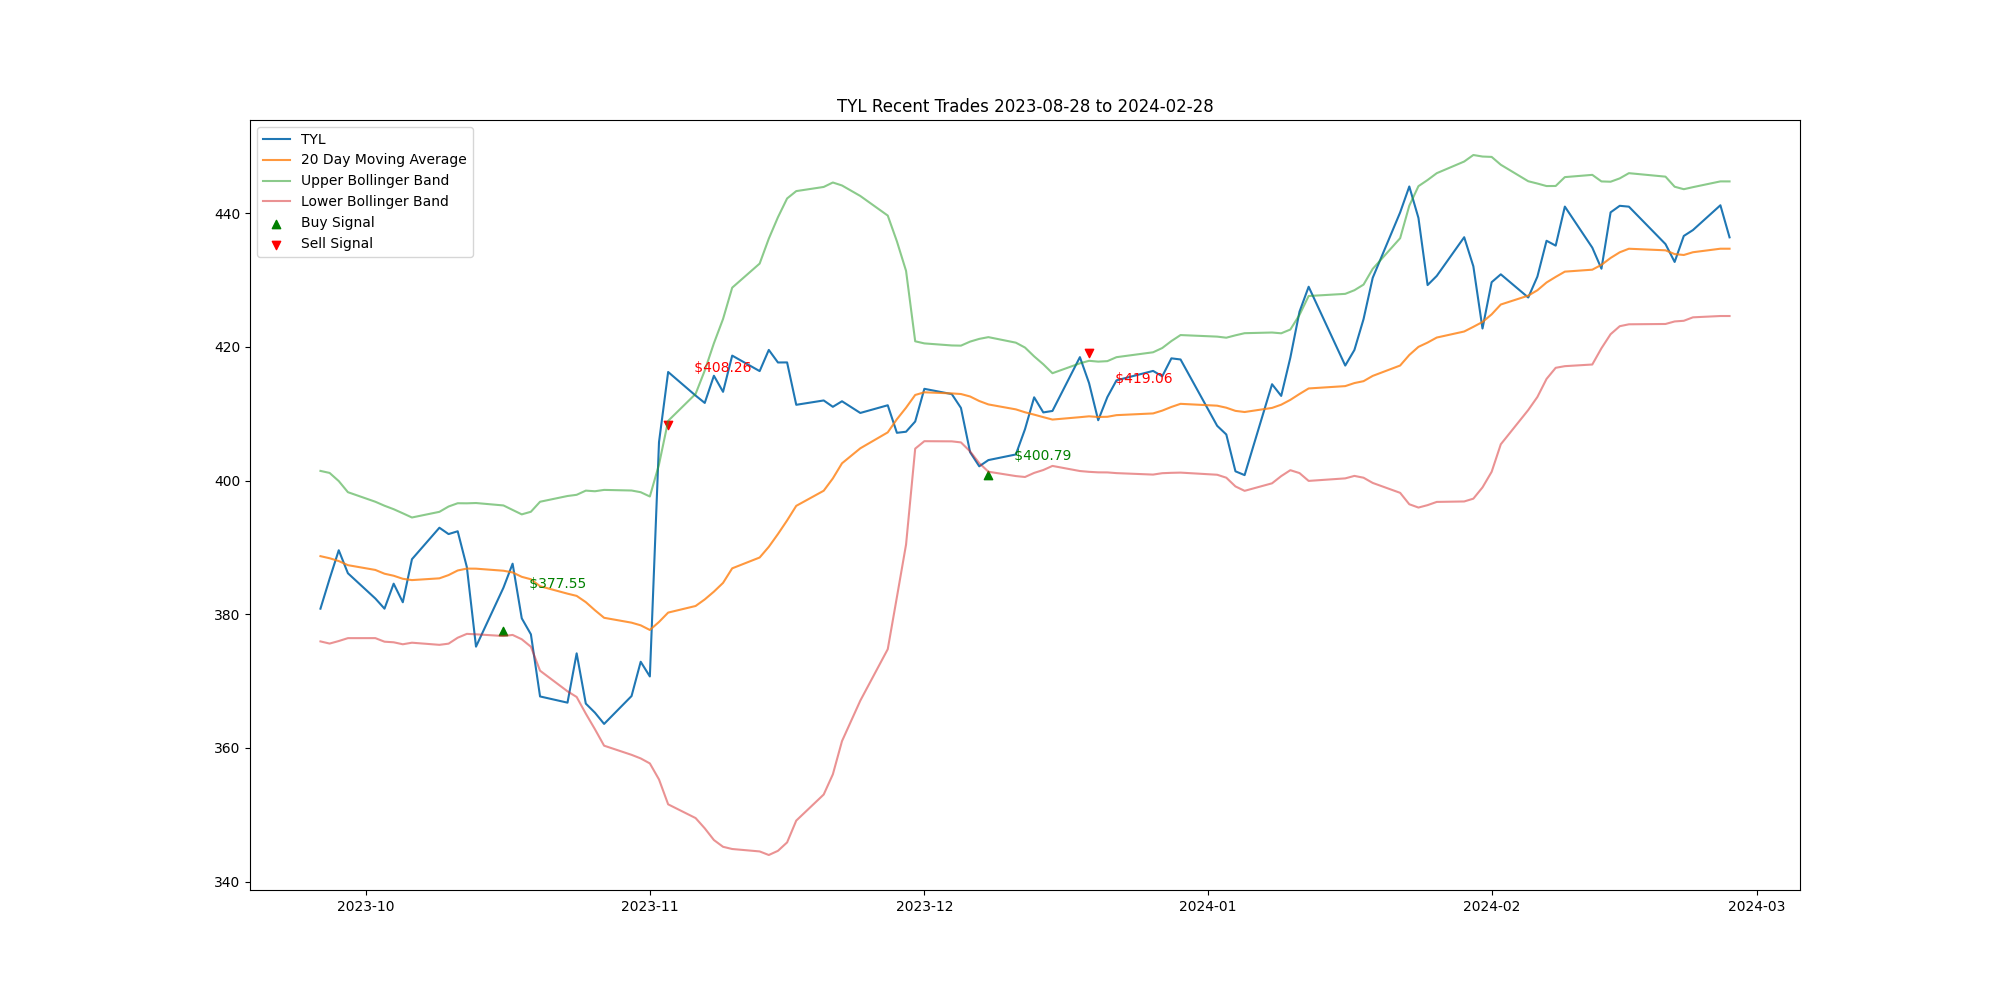 TYL Recent Trades 2023-08-28 to 2024-02-28
TYL
20 Day Moving Average
Upper Bollinger Band
Lower Bollinger Band
Buy Signal
Sell Signal
440
420
400
380
360
340
$408.26
$419.06
$400.79
$377.55
2023-10
2023-11
2023-12
2024-01
2024-02
2024-03